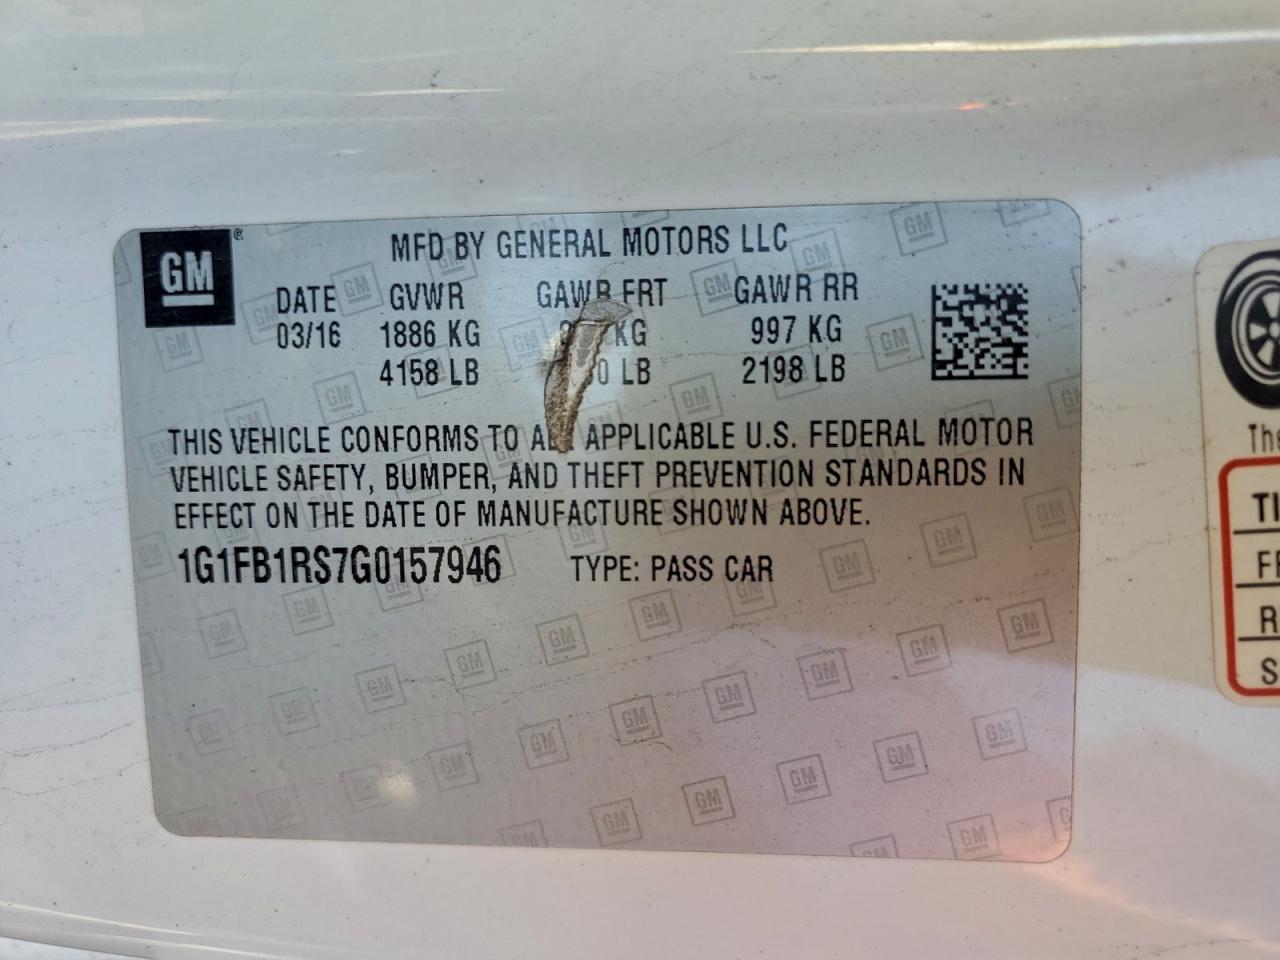 GM
MFD BY GENERAL MOTORS LLC
DATE GVWR GAWR FRT GAWR RR
03/16 1886 KG KG 997 KG
4158 LB LB 2198 LB
THIS VEHICLE CONFORMS TO ALL APPLICABLE U.S. FEDERAL MOTOR
VEHICLE SAFETY, BUMPER, AND THEFT PREVENTION STANDARDS IN
EFFECT ON THE DATE OF MANUFACTURE SHOWN ABOVE.
1G1FB1RS7G0157946 TYPE: PASS CAR